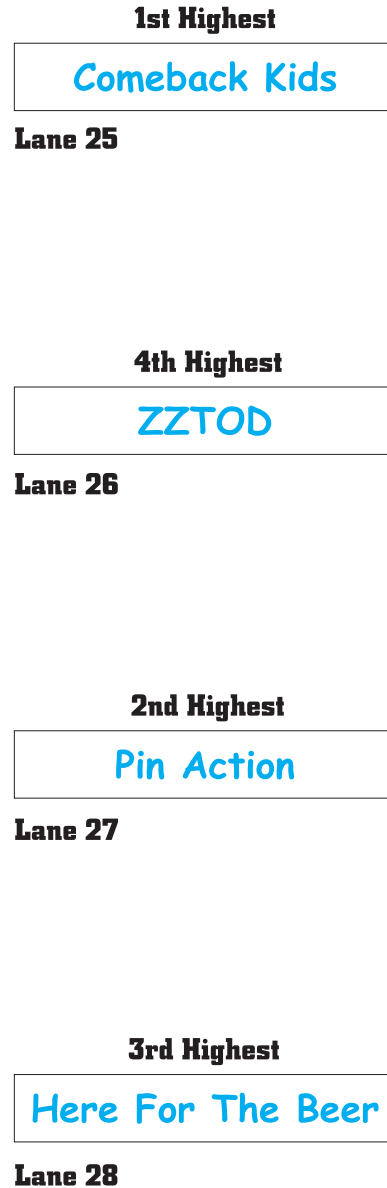 1st Highest
Comeback Kids
Lane 25
4th Highest
ZZTOD
Lane 26
2nd Highest
Pin Action
Lane 27
3rd Highest
Here For The Beer
Lane 28